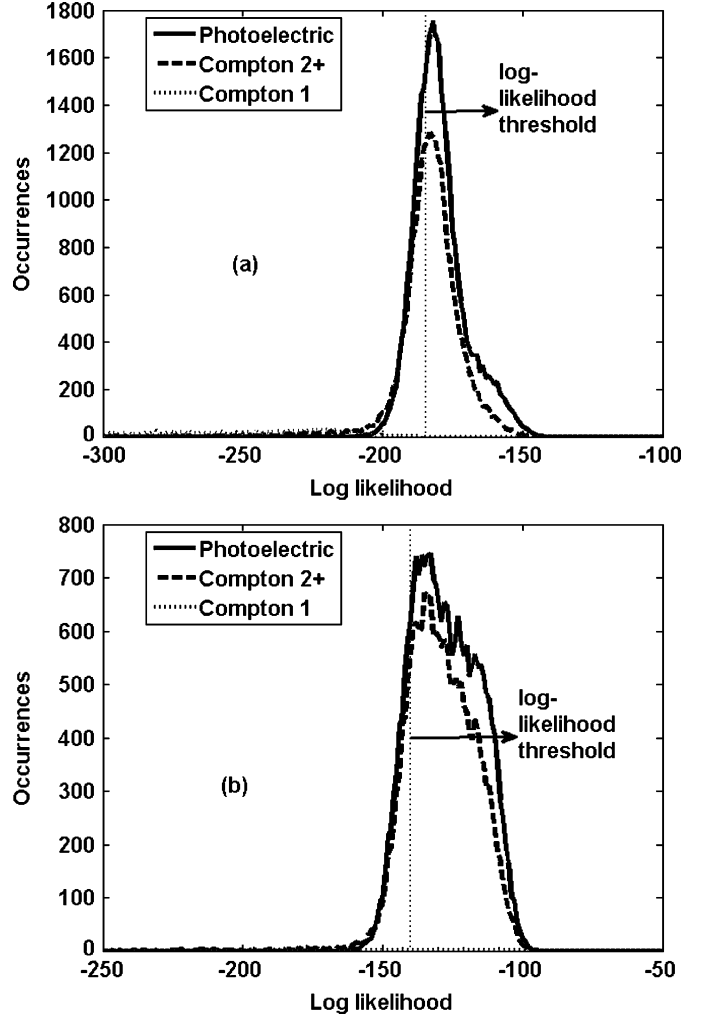 1800
1600
1400
1200
1000
800
600
400
200
0
Occurrences
Photoelectric
Compton 2+
Compton 1
log-
likelihood
threshold
(a)
-300 -250 -200 -150 -100
Log likelihood
800
700
600
500
400
300
200
100
0
Occurrences
Photoelectric
Compton 2+
Compton 1
log-
likelihood
threshold
(b)
-250 -200 -150 -100 -50
Log likelihood